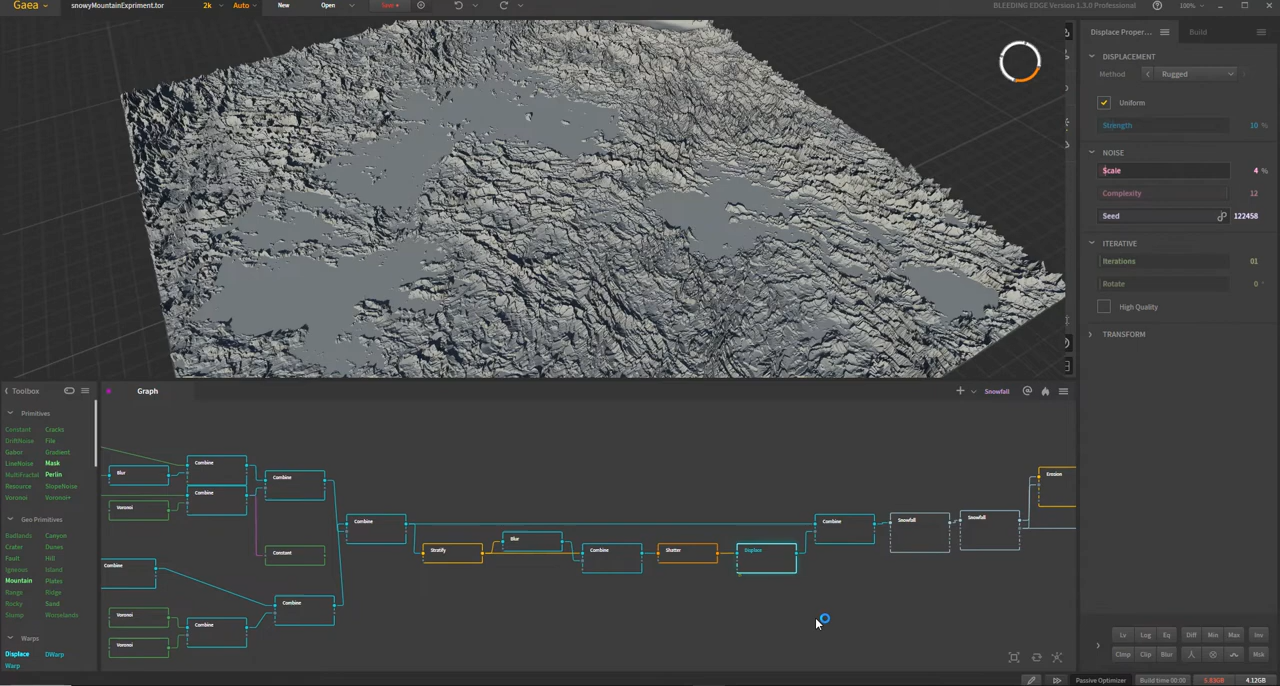 Gaea
snowyMountainExpriment.tor
2k
Auto
New
Open
Save
BLEEDING EDGE Version 1.3.0 Professional
100%
Displace Proper...
Build
DISPLACEMENT
Method
Rugged
Uniform
Strength
10 %
NOISE
Scale
4 %
Complexity
12
Seed
122458
ITERATIVE
Iterations
01
Rotate
0 °
High Quality
TRANSFORM
Toolbox
Graph
Snowfall
Primitives
Constant Cracks
DriftNoise File
Gabor Gradient
LineNoise Mask
MultiFractal Perlin
Resource SlopeNoise
Voronoi Voronoi+
Geo Primitives
Badlands Canyon
Crater Dunes
Fault Hill
Igneous Island
Mountain Plates
Rangs Ridge
Rocky Sand
Slump Worselands
Warps
Displace DWarp
Warp
Blur
Combine
Combine
Voronoi
Combine
Constant
Combine
Combine
Voronoi
Combine
Voronoi
Combine
Stratify
Blur
Combine
Shatter
Displace
Combine
Snowfall
Snowfall
Erosion
Lv Log Eq Diff Min Max Inv
Clmp Clip Blur Msk
Passive Optimizer
Build time 00:00
5.83GB
4.12GB